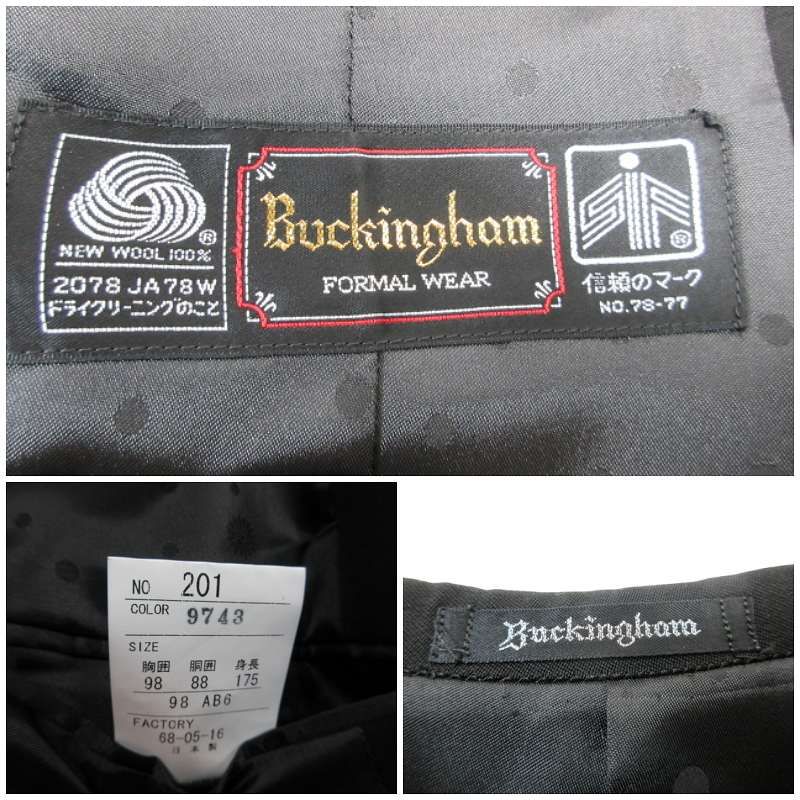 NEW WOOL 100%
2078 JA78W
ドライクリーニングのこと
Buckingham
FORMAL WEAR
SIF
信頼のマーク
NO.78-77
NO 201
COLOR 9743
SIZE
胸囲 胴囲 身長
98 88 175
98 AB6
FACTORY
68-05-16
日本製
Buckingham